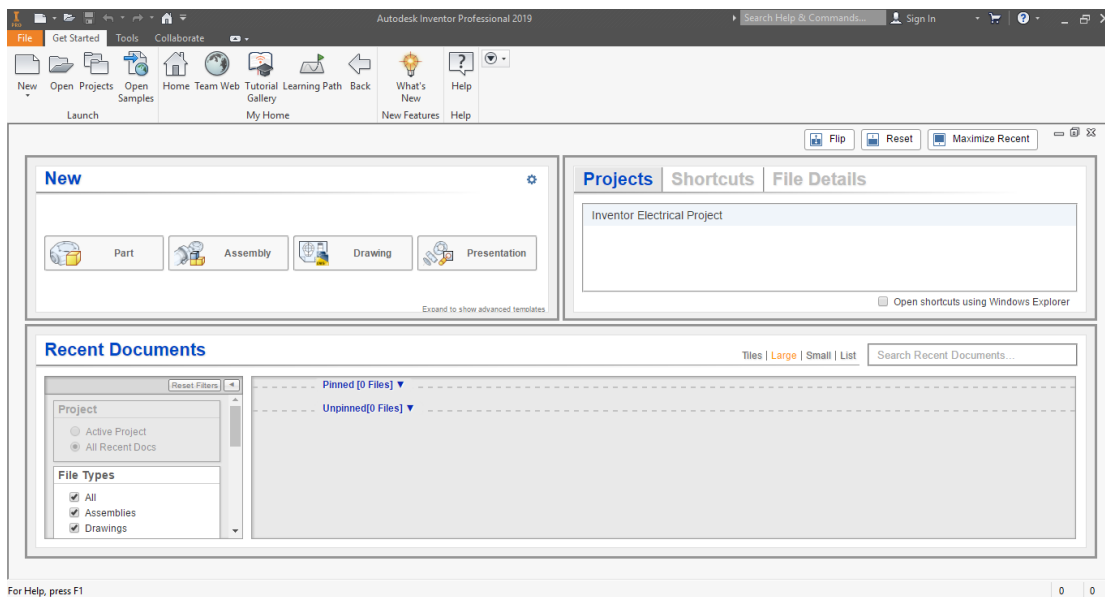 PRO
Autodesk Inventor Professional 2019
Search Help & Commands...
Sign In
File
Get Started
Tools
Collaborate
New
Open
Projects
Open Samples
Home
Team Web
Tutorial Gallery
Learning Path
Back
What's New
Help
Launch
My Home
New Features
Help
Flip
Reset
Maximize Recent
New
Part
Assembly
Drawing
Presentation
Expand to show advanced templates
Projects
Shortcuts
File Details
Inventor Electrical Project
Open shortcuts using Windows Explorer
Recent Documents
Tiles | Large | Small | List
Search Recent Documents...
Reset Filters
Pinned [0 Files] ▼
Unpinned[0 Files] ▼
Project
Active Project
All Recent Docs
File Types
All
Assemblies
Drawings
For Help, press F1
0 0